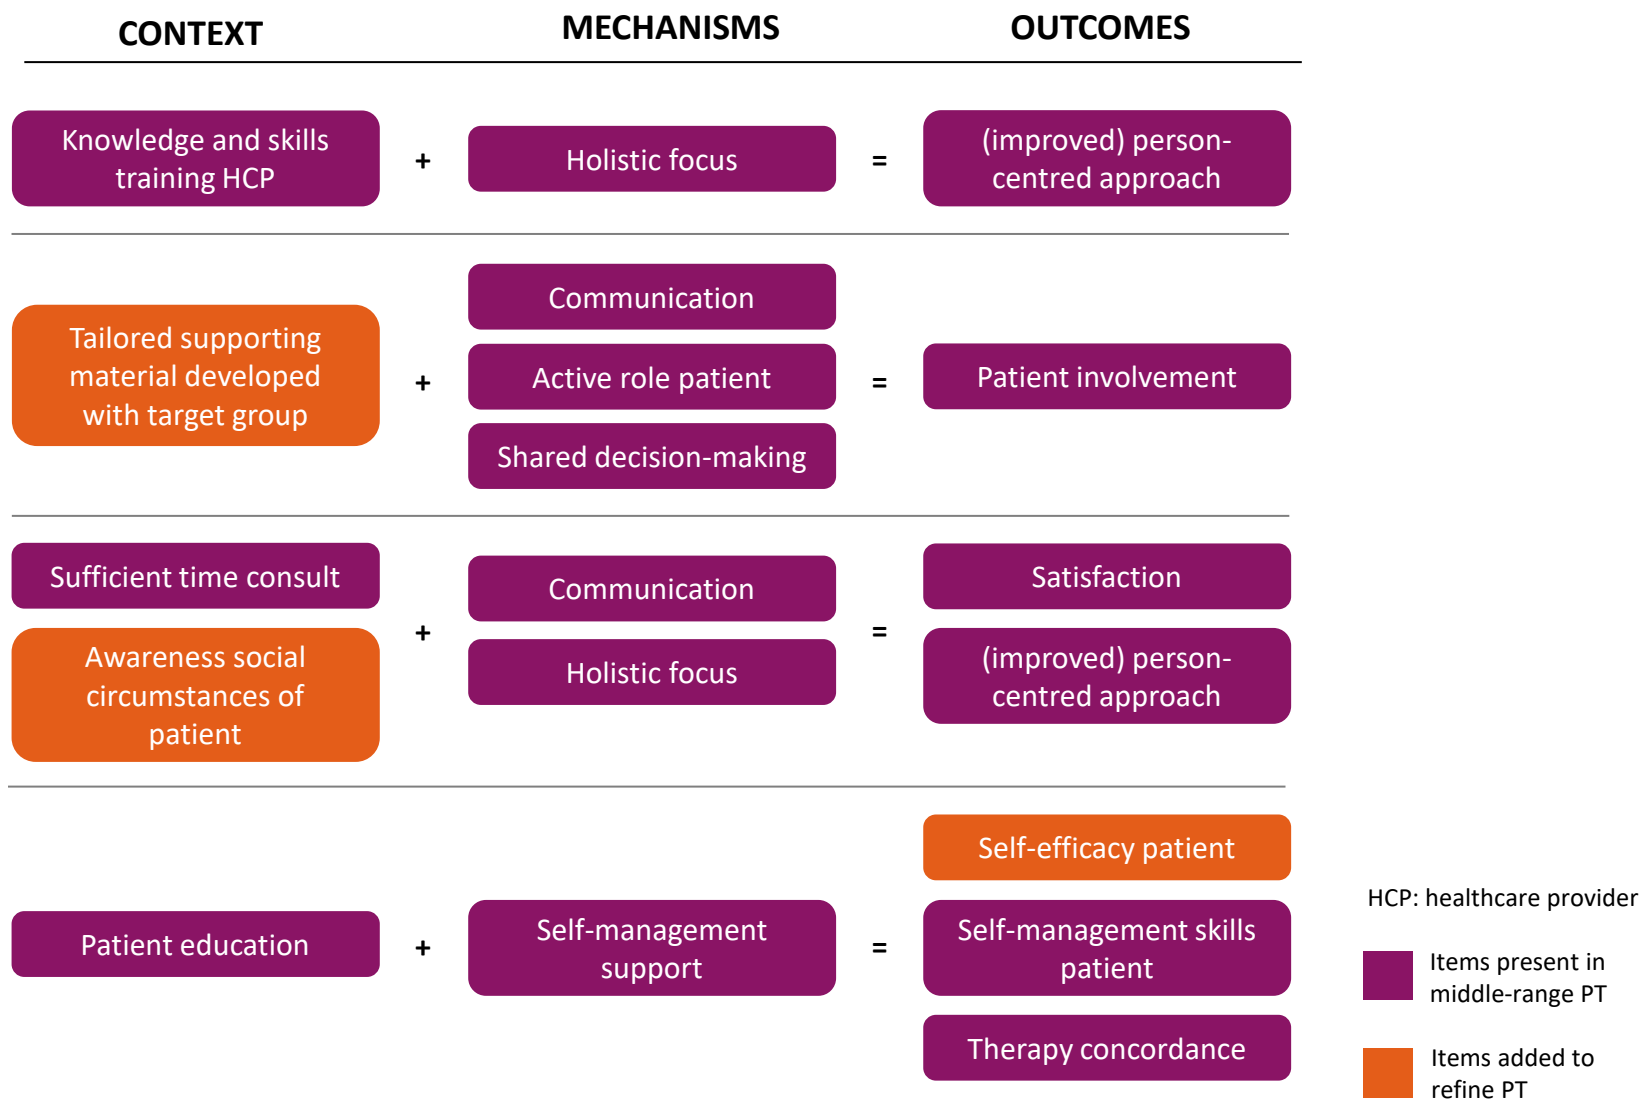 CONTEXT
MECHANISMS
OUTCOMES
Knowledge and skills
training HCP
+
Holistic focus
=
(improved) person-
centred approach
Tailored supporting
material developed
with target group
+
Communication
Active role patient
Shared decision-making
=
Patient involvement
Sufficient time consult
Awareness social
circumstances of
patient
+
Communication
Holistic focus
=
Satisfaction
(improved) person-
centred approach
Patient education
+
Self-management
support
=
Self-efficacy patient
Self-management skills
patient
Therapy concordance
HCP: healthcare provider
Items present in
middle-range PT
Items added to
refine PT